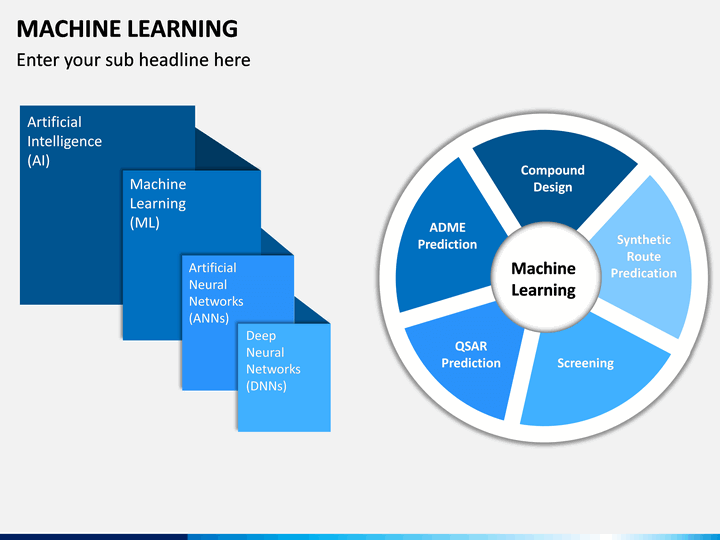 MACHINE LEARNING
Enter your sub headline here
Artificial
Intelligence
(AI)
Machine
Learning
(ML)
Artificial
Neural
Networks
(ANNs)
Deep
Neural
Networks
(DNNs)
Compound
Design
Synthetic
Route
Predication
Screening
QSAR
Prediction
ADME
Prediction
Machine
Learning